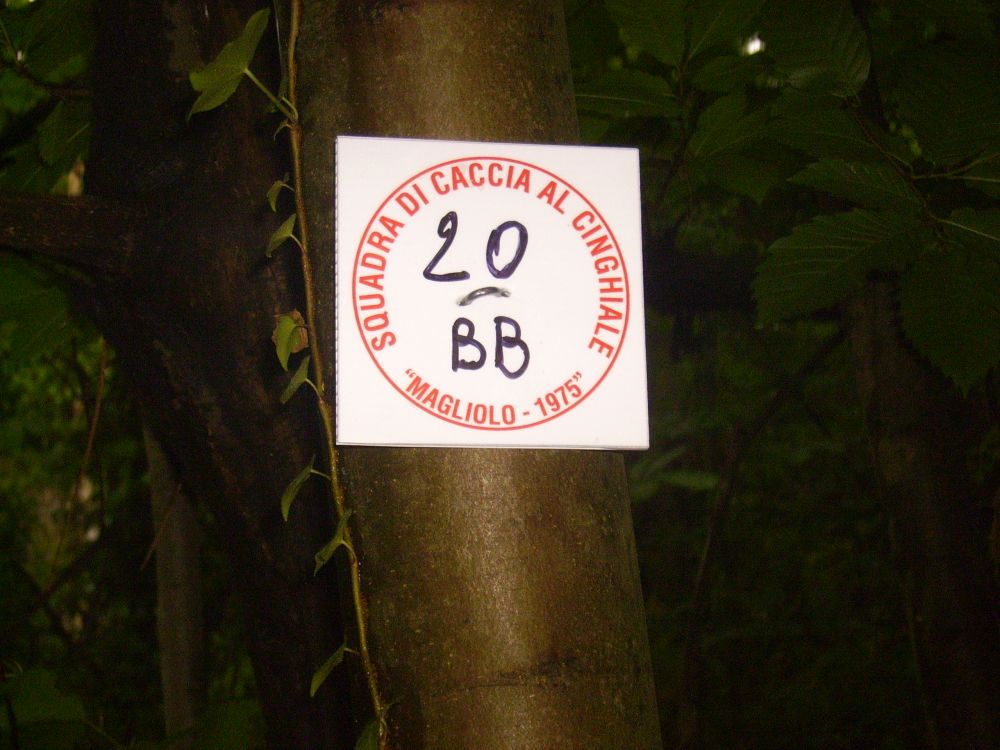 SQUADRA DI CACCIA AL CINGHIALE
20
BB
"MAGLIOLO - 1975"